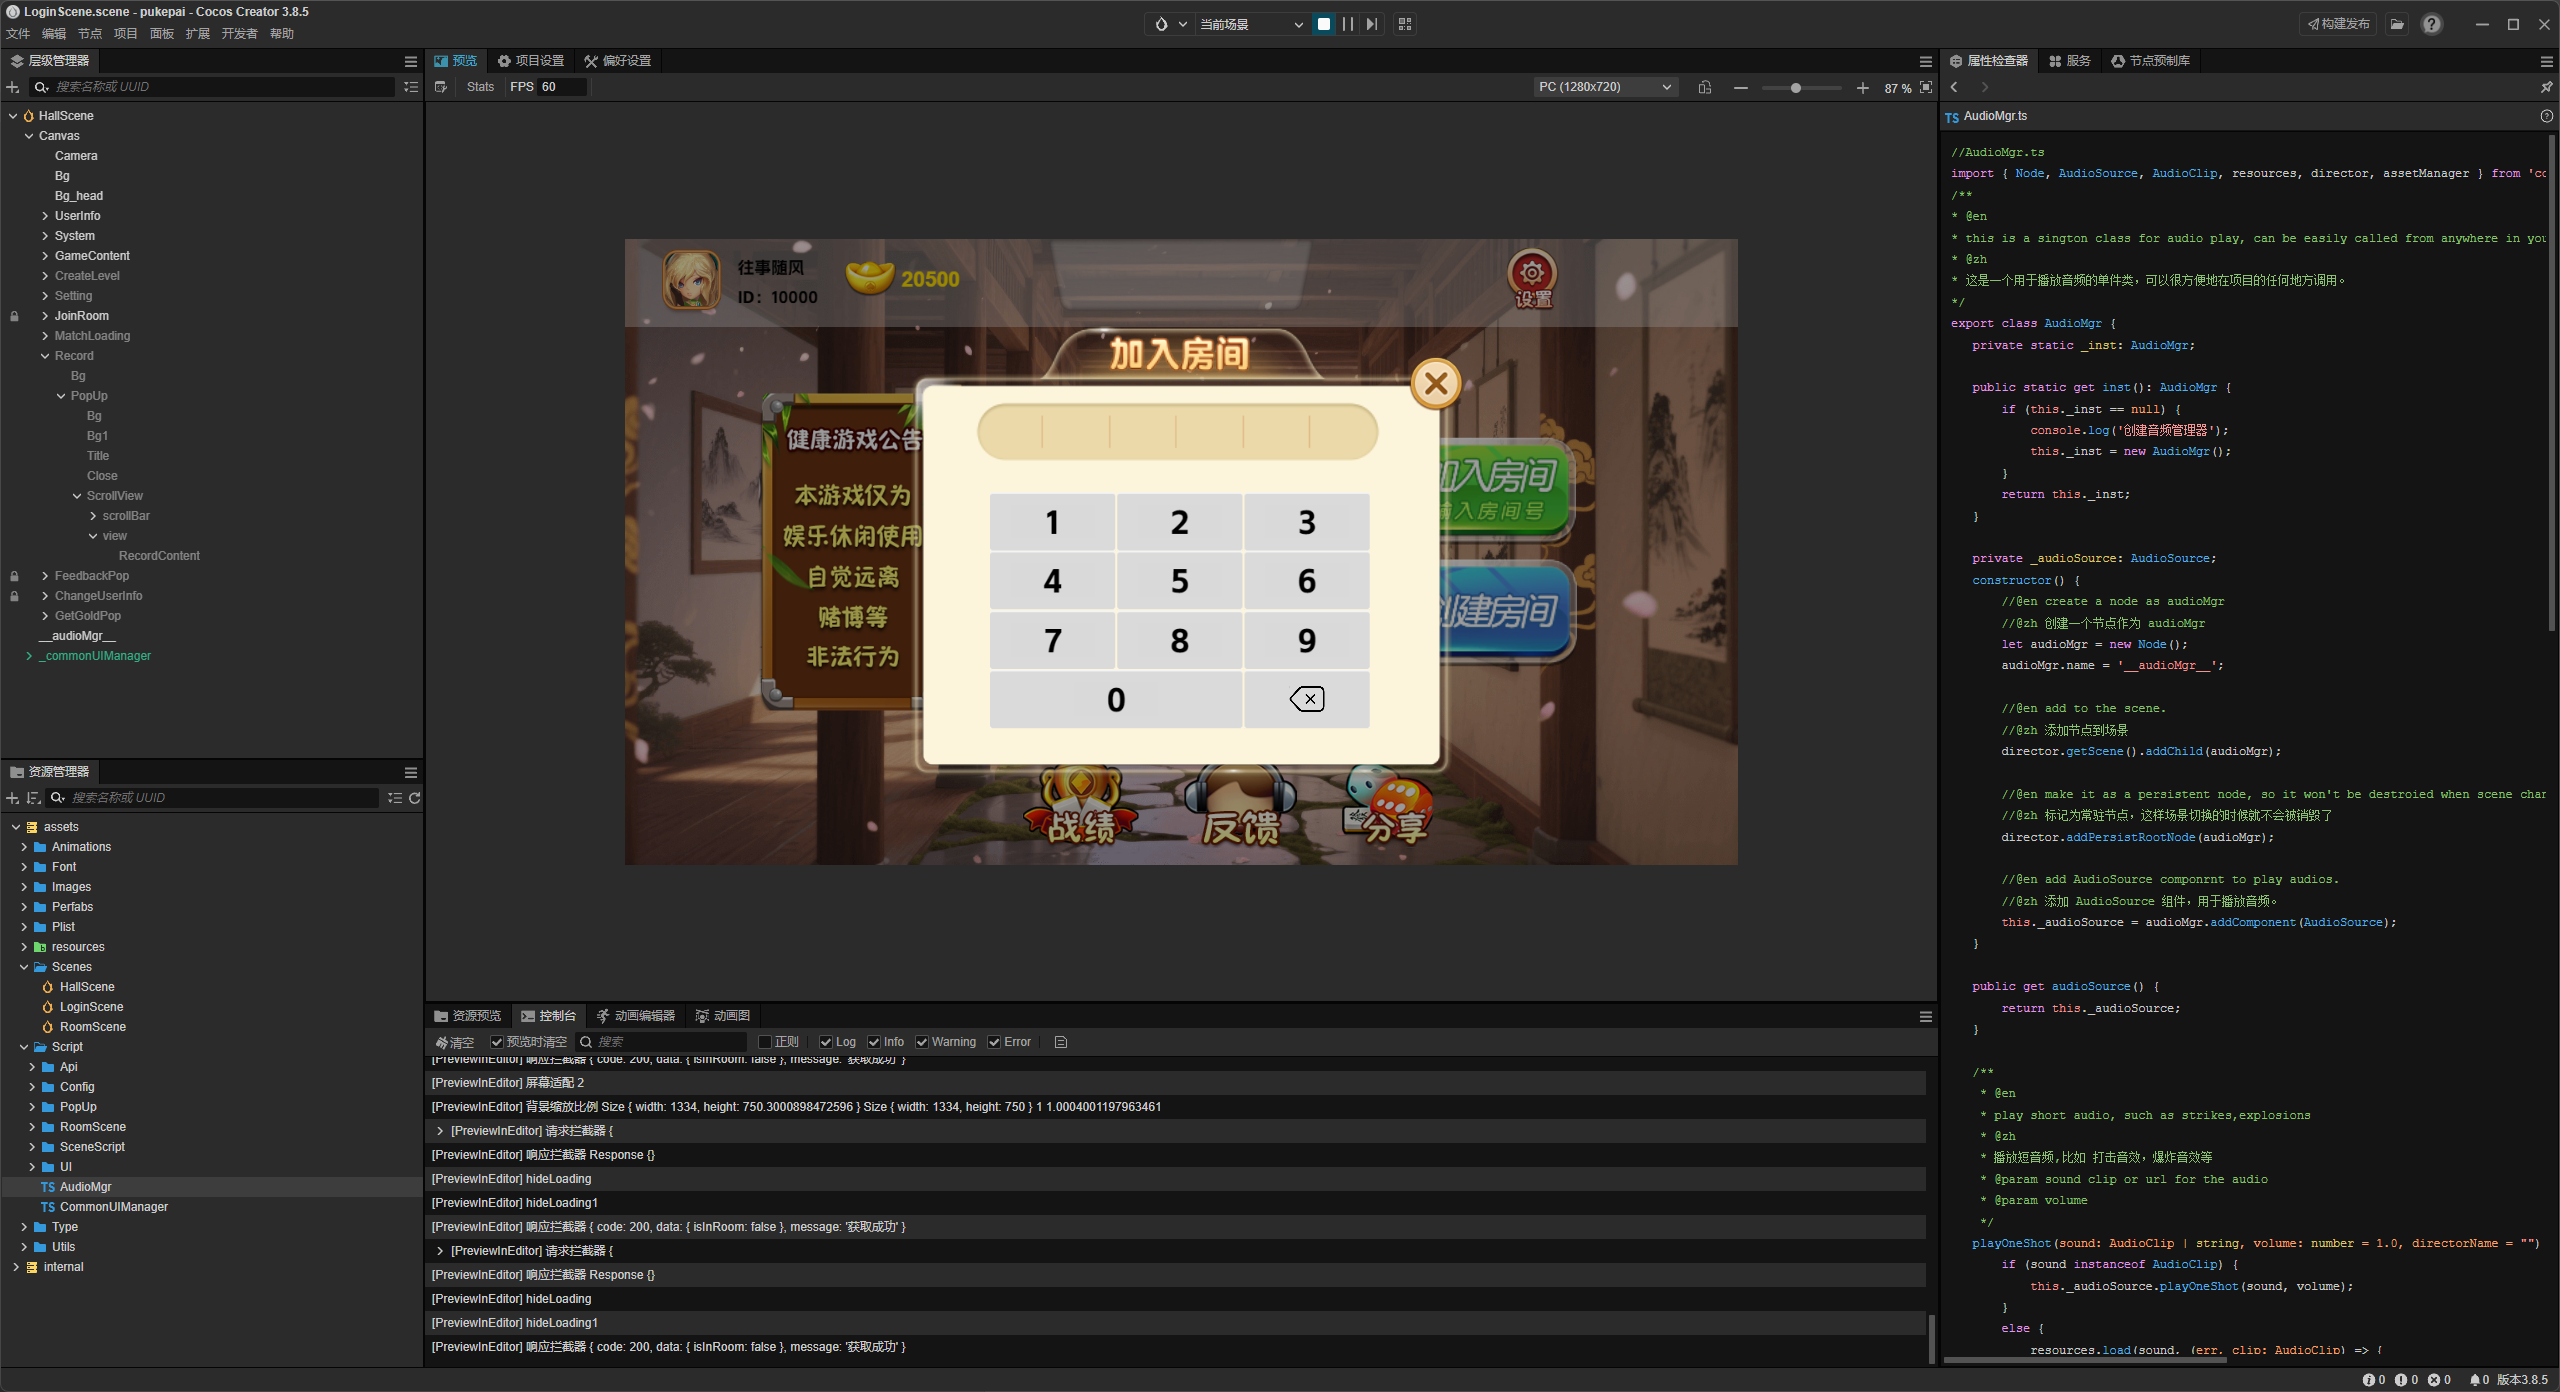 LoginScene.scene - pukepai - Cocos Creator 3.8.5
文件 编辑 节点 项目 面板 扩展 开发者 帮助
当前场景
构建发布
层级管理器
搜索名称或 UUID
HallScene
Canvas
Camera
Bg
Bg_head
UserInfo
System
GameContent
CreateLevel
Setting
JoinRoom
MatchLoading
Record
Bg
PopUp
Bg
Bg1
Title
Close
ScrollView
scrollBar
view
RecordContent
FeedbackPop
ChangeUserInfo
GetGoldPop
__audioMgr__
_commonUIManager
资源管理器
搜索名称或 UUID
assets
Animations
Font
Images
Perfabs
Plist
resources
Scenes
HallScene
LoginScene
RoomScene
Script
Api
Config
PopUp
RoomScene
SceneScript
UI
TS AudioMgr
TS CommonUIManager
Type
Utils
internal
预览 项目设置 偏好设置
Stats FPS 60
PC (1280x720) 87 %
往事随风
ID：10000
20500
设置
加入房间
健康游戏公告
本游戏仅为
娱乐休闲使用
自觉远离
赌博等
非法行为
1 2 3
4 5 6
7 8 9
0
加入房间
输入房间号
创建房间
战绩 反馈 分享
资源预览 控制台 动画编辑器 动画图
清空 预览时清空 搜索 正则 Log Info Warning Error
[PreviewInEditor] 响应拦截器 { code: 200, data: { isInRoom: false }, message: '获取成功' }
[PreviewInEditor] 屏幕适配 2
[PreviewInEditor] 背景缩放比例 Size { width: 1334, height: 750.3000898472596 } Size { width: 1334, height: 750 } 1 1.0004001197963461
[PreviewInEditor] 请求拦截器 {
[PreviewInEditor] 响应拦截器 Response {}
[PreviewInEditor] hideLoading
[PreviewInEditor] hideLoading1
[PreviewInEditor] 响应拦截器 { code: 200, data: { isInRoom: false }, message: '获取成功' }
[PreviewInEditor] 请求拦截器 {
[PreviewInEditor] 响应拦截器 Response {}
[PreviewInEditor] hideLoading
[PreviewInEditor] hideLoading1
[PreviewInEditor] 响应拦截器 { code: 200, data: { isInRoom: false }, message: '获取成功' }
属性检查器 服务 节点预制库
TS AudioMgr.ts
//AudioMgr.ts
import { Node, AudioSource, AudioClip, resources, director, assetManager } from 'cc
/**
* @en
* this is a sington class for audio play, can be easily called from anywhere in you
* @zh
* 这是一个用于播放音频的单件类，可以很方便地在项目的任何地方调用。
*/
export class AudioMgr {
private static _inst: AudioMgr;
public static get inst(): AudioMgr {
if (this._inst == null) {
console.log('创建音频管理器');
this._inst = new AudioMgr();
}
return this._inst;
}
private _audioSource: AudioSource;
constructor() {
//@en create a node as audioMgr
//@zh 创建一个节点作为 audioMgr
let audioMgr = new Node();
audioMgr.name = '__audioMgr__';
//@en add to the scene.
//@zh 添加节点到场景
director.getScene().addChild(audioMgr);
//@en make it as a persistent node, so it won't be destroied when scene chan
//@zh 标记为常驻节点，这样场景切换的时候就不会被销毁了
director.addPersistRootNode(audioMgr);
//@en add AudioSource componrnt to play audios.
//@zh 添加 AudioSource 组件，用于播放音频。
this._audioSource = audioMgr.addComponent(AudioSource);
}
public get audioSource() {
return this._audioSource;
}
/**
* @en
* play short audio, such as strikes,explosions
* @zh
* 播放短音频,比如 打击音效，爆炸音效等
* @param sound clip or url for the audio
* @param volume
*/
playOneShot(sound: AudioClip | string, volume: number = 1.0, directorName = "")
if (sound instanceof AudioClip) {
this._audioSource.playOneShot(sound, volume);
}
else {
resources.load(sound, (err, clip: AudioClip) => {
0 0 0 0 版本3.8.5